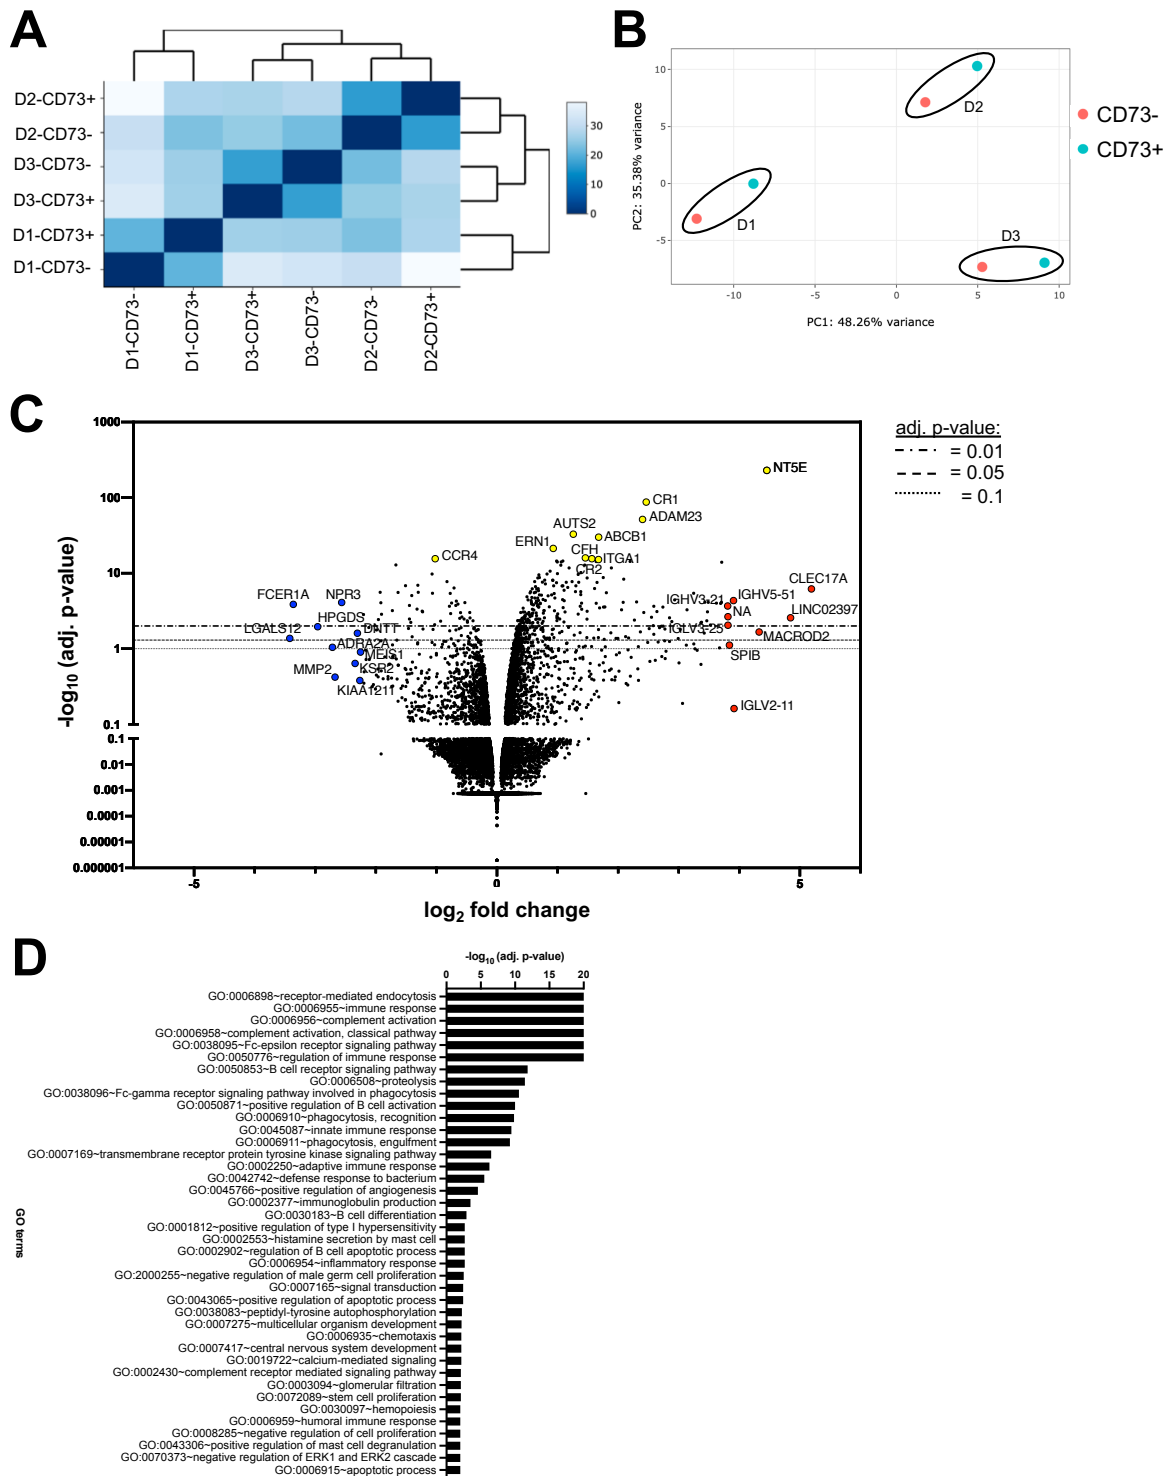 A
D2-CD73+
D2-CD73-
D3-CD73-
D3-CD73+
D1-CD73+
D1-CD73-
D1-CD73-
D1-CD73+
D3-CD73+
D3-CD73-
D2-CD73-
D2-CD73+
30
20
10
0
B
PC2: 35.38% variance
10
5
0
-5
-10
-5
0
5
10
PC1: 48.26% variance
D1
D2
D3
CD73-
CD73+
C
-log10 (adj. p-value)
1000
100
10
1
0.1
0.1
0.01
0.001
0.0001
0.00001
0.000001
-5
0
5
log2 fold change
adj. p-value:
= 0.01
= 0.05
= 0.1
NT5E
CR1
ADAM23
AUTS2
ABCB1
ERN1
CFH
ITGA1
CR2
CCR4
FCER1A
NPR3
HPGDS
LGALS12
DNTT
ADRA2A
MEIS1
MMP2
KSR2
KIAA1211
CLEC17A
IGHV3-21
IGHV5-51
NA
LINC02397
IGLV3-25
MACROD2
SPIB
IGLV2-11
D
-log10 (adj. p-value)
0 5 10 15 20
GO terms
GO:0006898~receptor-mediated endocytosis
GO:0006955~immune response
GO:0006956~complement activation
GO:0006958~complement activation, classical pathway
GO:0038095~Fc-epsilon receptor signaling pathway
GO:0050776~regulation of immune response
GO:0050853~B cell receptor signaling pathway
GO:0006508~proteolysis
GO:0038096~Fc-gamma receptor signaling pathway involved in phagocytosis
GO:0050871~positive regulation of B cell activation
GO:0006910~phagocytosis, recognition
GO:0045087~innate immune response
GO:0006911~phagocytosis, engulfment
GO:0007169~transmembrane receptor protein tyrosine kinase signaling pathway
GO:0002250~adaptive immune response
GO:0042742~defense response to bacterium
GO:0045766~positive regulation of angiogenesis
GO:0002377~immunoglobulin production
GO:0030183~B cell differentiation
GO:0001812~positive regulation of type I hypersensitivity
GO:0002553~histamine secretion by mast cell
GO:0002902~regulation of B cell apoptotic process
GO:0006954~inflammatory response
GO:2000255~negative regulation of male germ cell proliferation
GO:0007165~signal transduction
GO:0043065~positive regulation of apoptotic process
GO:0038083~peptidyl-tyrosine autophosphorylation
GO:0007275~multicellular organism development
GO:0006935~chemotaxis
GO:0007417~central nervous system development
GO:0019722~calcium-mediated signaling
GO:0002430~complement receptor mediated signaling pathway
GO:0003094~glomerular filtration
GO:0072089~stem cell proliferation
GO:0030097~hemopoiesis
GO:0006959~humoral immune response
GO:0008285~negative regulation of cell proliferation
GO:0043306~positive regulation of mast cell degranulation
GO:0070373~negative regulation of ERK1 and ERK2 cascade
GO:0006915~apoptotic process